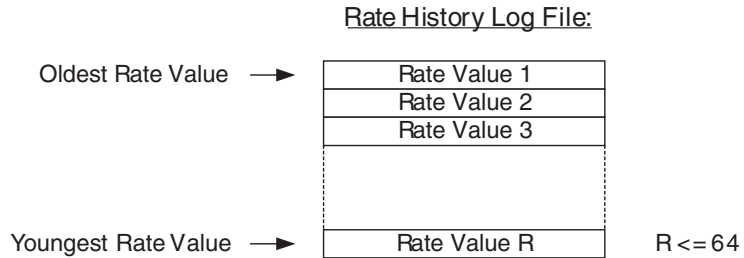 Rate History Log File:
Oldest Rate Value
Rate Value 1
Rate Value 2
Rate Value 3
Youngest Rate Value
Rate Value R
R <= 64